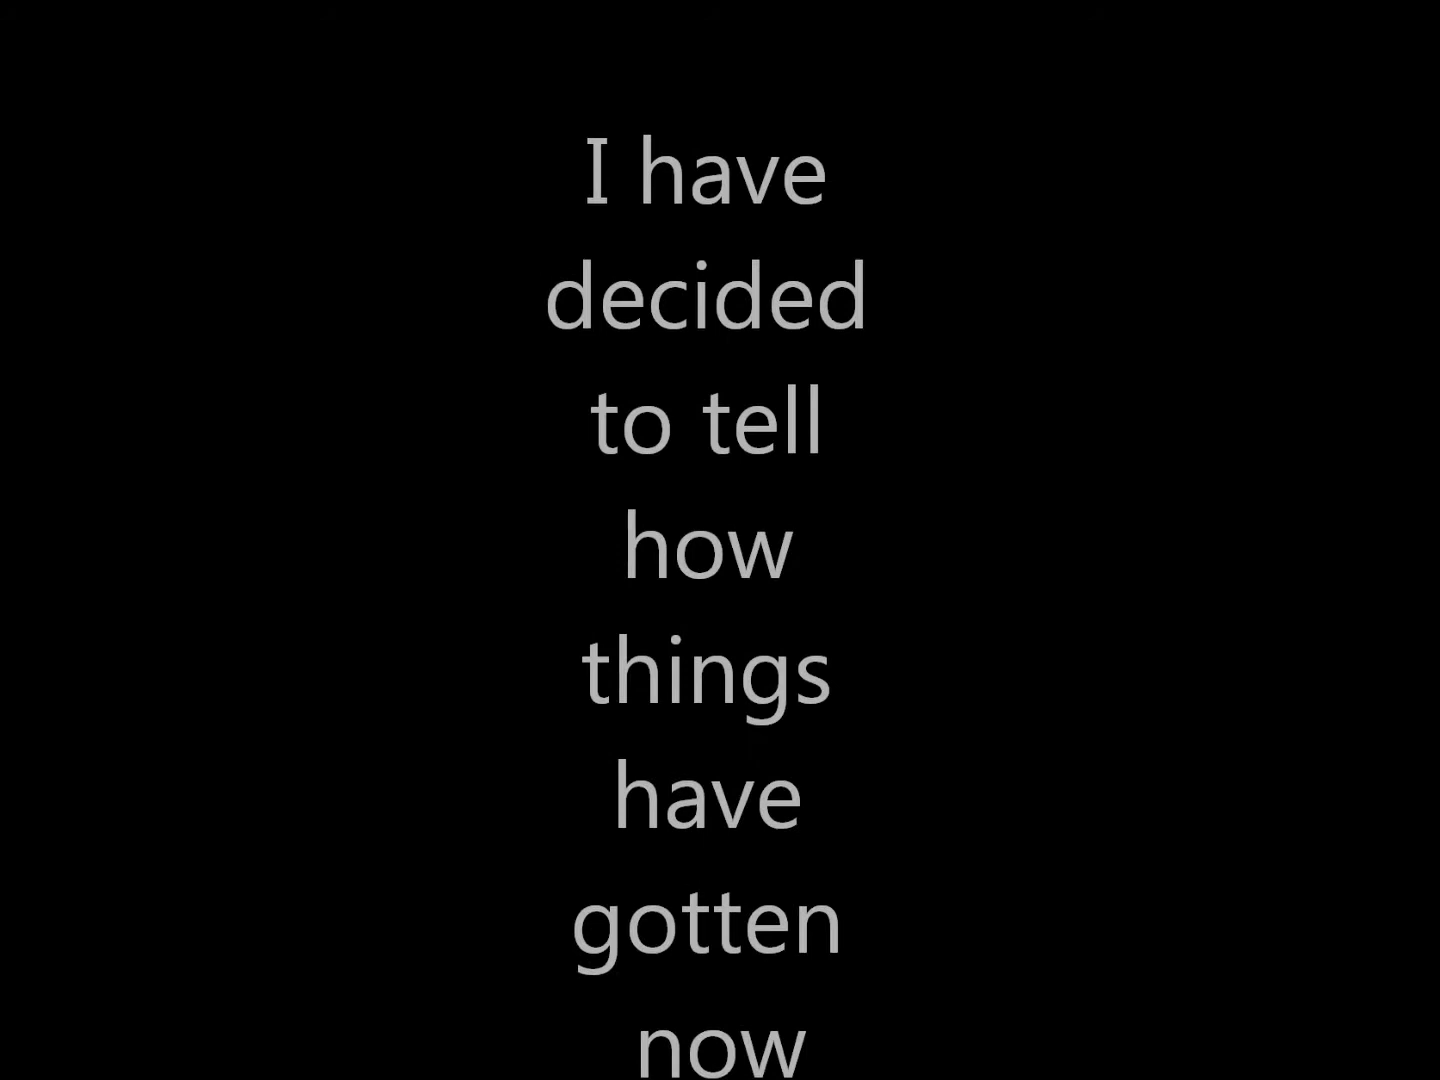 I have
decided
to tell
how
things
have
gotten
now